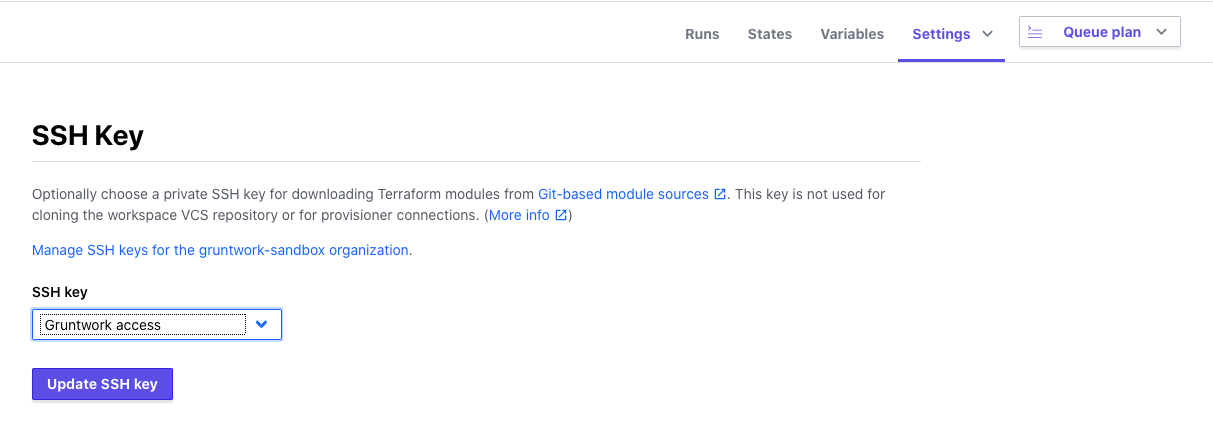 Runs States Variables Settings Queue plan
SSH Key
Optionally choose a private SSH key for downloading Terraform modules from Git-based module sources. This key is not used for
cloning the workspace VCS repository or for provisioner connections. (More info)
Manage SSH keys for the gruntwork-sandbox organization.
SSH key
Gruntwork access
Update SSH key